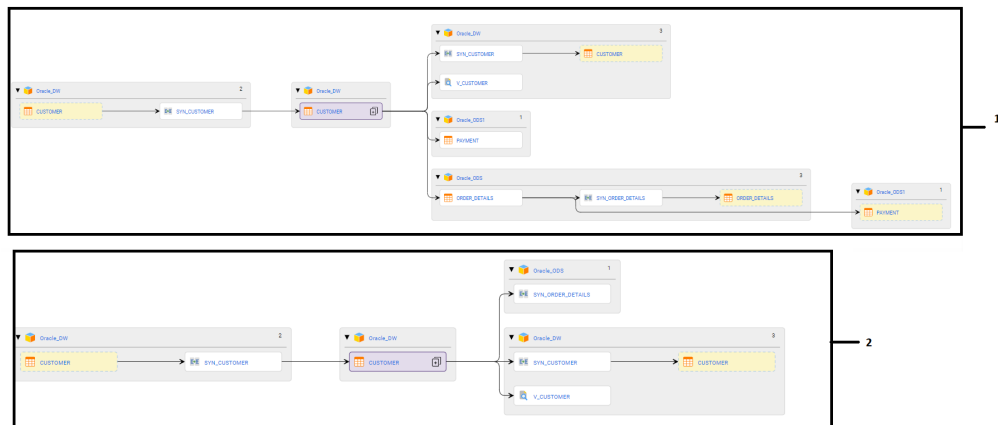 Oracle_DW 3
SYN_CUSTOMER CUSTOMER
V_CUSTOMER
Oracle_DW 2
CUSTOMER SYN_CUSTOMER
Oracle_DW
CUSTOMER
Oracle_ODS1 1
PAYMENT
Oracle_ODS 3
ORDER_DETAILS SYN_ORDER_DETAILS ORDER_DETAILS
Oracle_ODS1 1
PAYMENT
1
Oracle_ODS 1
SYN_ORDER_DETAILS
Oracle_DW 2
CUSTOMER SYN_CUSTOMER
Oracle_DW
CUSTOMER
Oracle_DW 3
SYN_CUSTOMER CUSTOMER
V_CUSTOMER
2